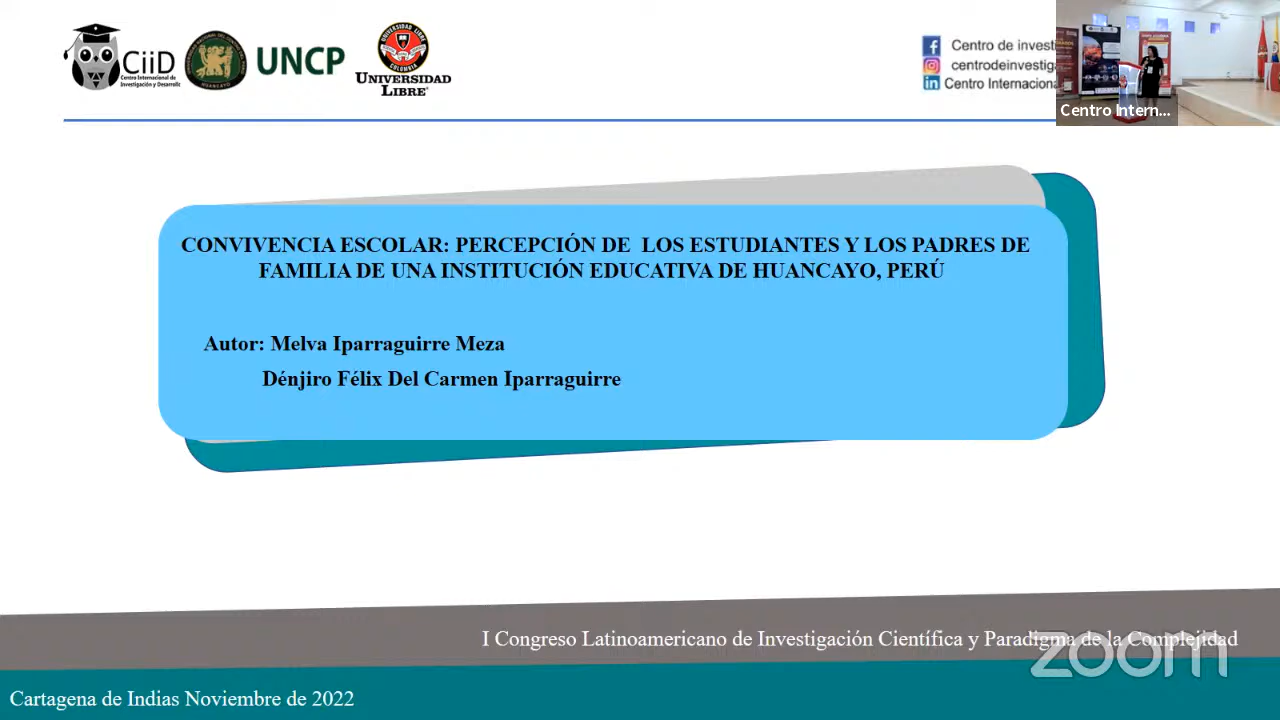 CiiD
Centro Internacional de
Investigación y Desarrollo
UNCP
UNIVERSIDAD
LIBRE
Centro de invest
centrodeinvestiga
Centro Internaciona
Centro Intern...
CONVIVENCIA ESCOLAR: PERCEPCIÓN DE LOS ESTUDIANTES Y LOS PADRES DE
FAMILIA DE UNA INSTITUCIÓN EDUCATIVA DE HUANCAYO, PERÚ
Autor: Melva Iparraguirre Meza
Dénjiro Félix Del Carmen Iparraguirre
I Congreso Latinoamericano de Investigación Científica y Paradigma de la Complejidad
zoom
Cartagena de Indias Noviembre de 2022